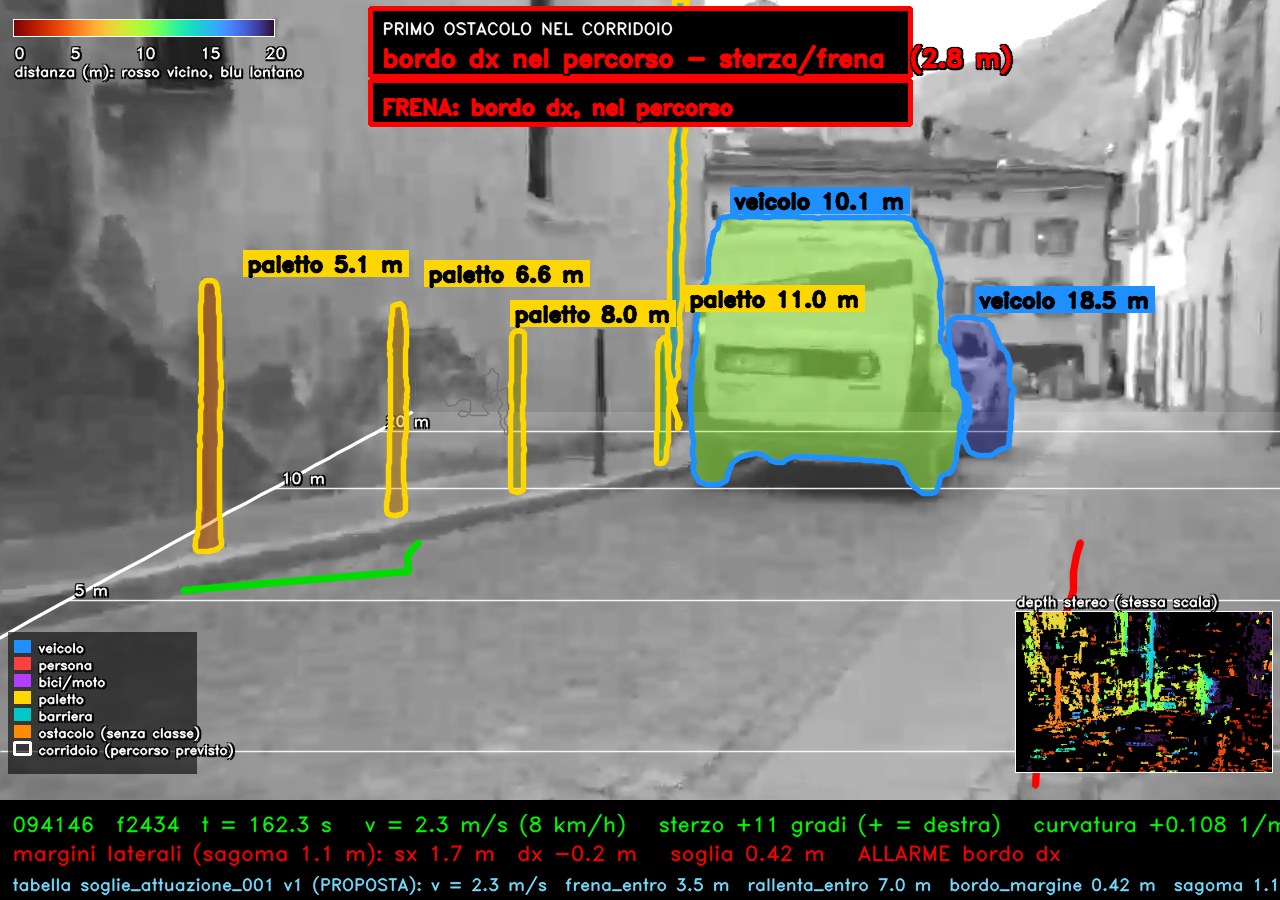 PRIMO OSTACOLO NEL CORRIDOIO
bordo dx nel percorso - sterza/frena (2.8 m)
FRENA: bordo dx, nel percorso
0 5 10 15 20
distanza (m): rosso vicino, blu lontano
veicolo 10.1 m
paletto 5.1 m
paletto 6.6 m
paletto 8.0 m
paletto 11.0 m
veicolo 18.5 m
20 m
10 m
5 m
depth stereo (stessa scala)
veicolo
persona
bici/moto
paletto
barriera
ostacolo (senza classe)
corridoio (percorso previsto)
094146 f2434 t = 162.3 s v = 2.3 m/s (8 km/h) sterzo +11 gradi (+ = destra) curvatura +0.108 1/m
margini laterali (sagoma 1.1 m): sx 1.7 m dx -0.2 m soglia 0.42 m ALLARME bordo dx
tabella soglie_attuazione_001 v1 (PROPOSTA): v = 2.3 m/s frena_entro 3.5 m rallenta_entro 7.0 m bordo_margine 0.42 m sagoma 1.1